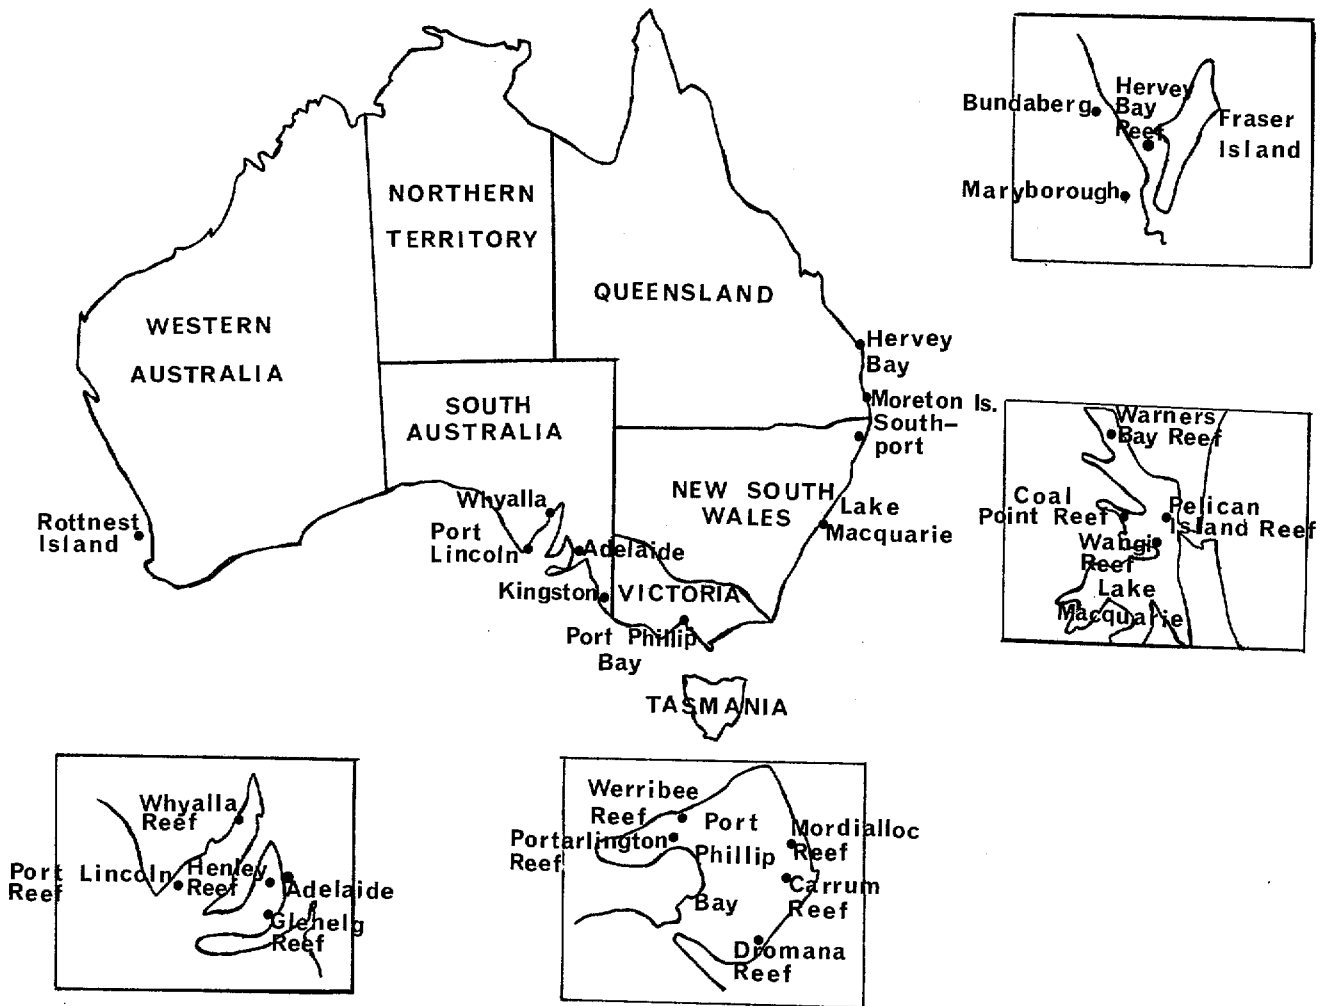 NORTHERN
TERRITORY
QUEENSLAND
WESTERN
AUSTRALIA
SOUTH
AUSTRALIA
NEW SOUTH
WALES
VICTORIA
TASMANIA
Hervey
Bay
Moreton Is.
South-
port
Lake
Macquarie
Rottnest
Island
Whyalla
Port
Lincoln
Adelaide
Kingston
Port Phillip
Bay
Bundaberg
Hervey
Bay
Reef
Fraser
Island
Maryborough
Warners
Bay Reef
Coal
Point Reef
Pelican
Island Reef
Wangi
Reef
Lake
Macquarie
Whyalla
Reef
Port Lincoln
Reef
Henley
Reef
Adelaide
Glenelg
Reef
Werribee
Reef
Portarlington
Reef
Port
Phillip
Bay
Mordialloc
Reef
Carrum
Reef
Dromana
Reef